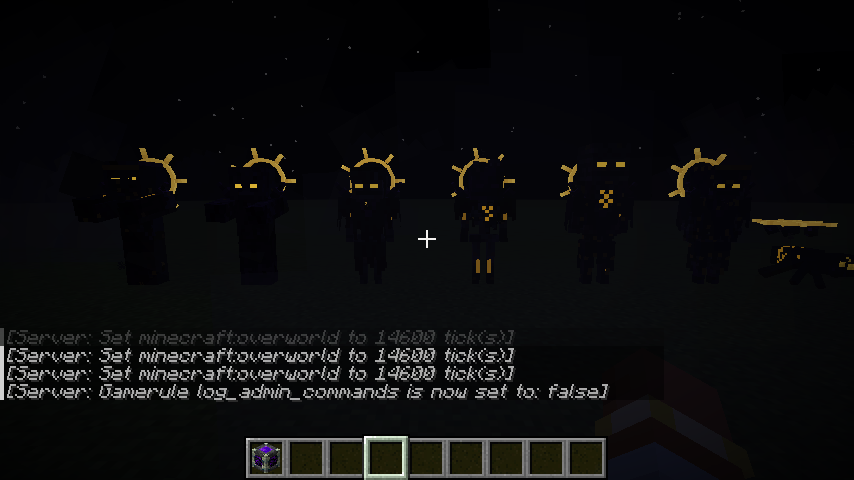 [Server: Set minecraft:overworld to 14600 tick(s)]
[Server: Set minecraft:overworld to 14600 tick(s)]
[Server: Set minecraft:overworld to 14600 tick(s)]
[Server: Gamerule log_admin_commands is now set to: false]